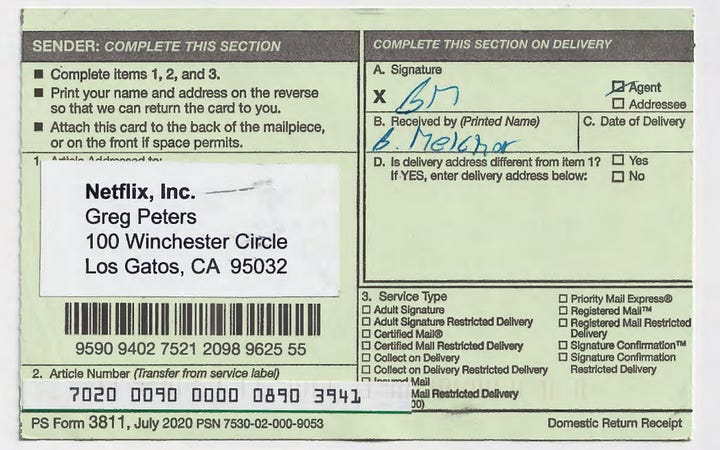 SENDER: COMPLETE THIS SECTION
■ Complete items 1, 2, and 3.
■ Print your name and address on the reverse
so that we can return the card to you.
■ Attach this card to the back of the mailpiece,
or on the front if space permits.
1. Article Addressed to:
Netflix, Inc.
Greg Peters
100 Winchester Circle
Los Gatos, CA 95032
9590 9402 7521 2098 9625 55
2. Article Number (Transfer from service label)
7020 0090 0000 0890 3941
COMPLETE THIS SECTION ON DELIVERY
A. Signature
X BM
☑ Agent
☐ Addressee
B. Received by (Printed Name)
B. Melchor
C. Date of Delivery
D. Is delivery address different from item 1? ☐ Yes
If YES, enter delivery address below: ☐ No
3. Service Type
☐ Adult Signature
☐ Adult Signature Restricted Delivery
☐ Certified Mail®
☐ Certified Mail Restricted Delivery
☐ Collect on Delivery
☐ Collect on Delivery Restricted Delivery
Mail
Mail Restricted Delivery
00)
☐ Priority Mail Express®
☐ Registered Mail™
☐ Registered Mail Restricted
Delivery
☐ Signature Confirmation™
☐ Signature Confirmation
Restricted Delivery
PS Form 3811, July 2020 PSN 7530-02-000-9053
Domestic Return Receipt